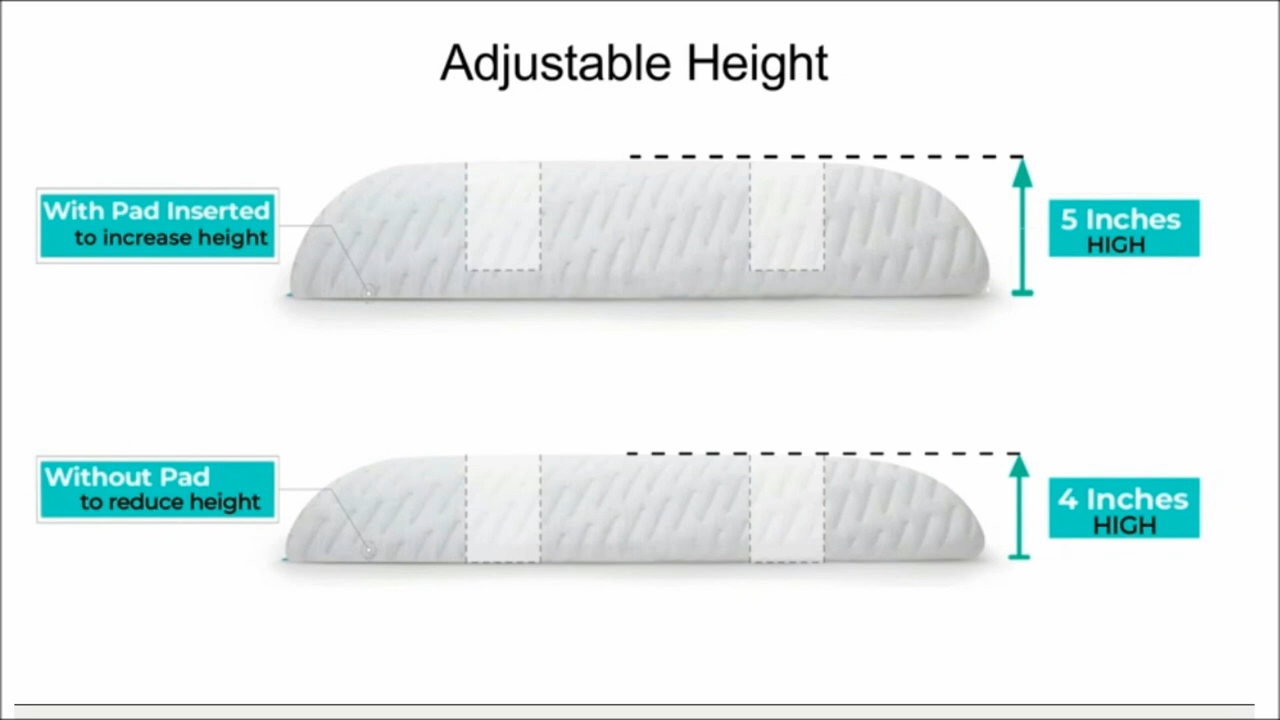 Adjustable Height
With Pad Inserted
to increase height
5 Inches
HIGH
Without Pad
to reduce height
4 Inches
HIGH